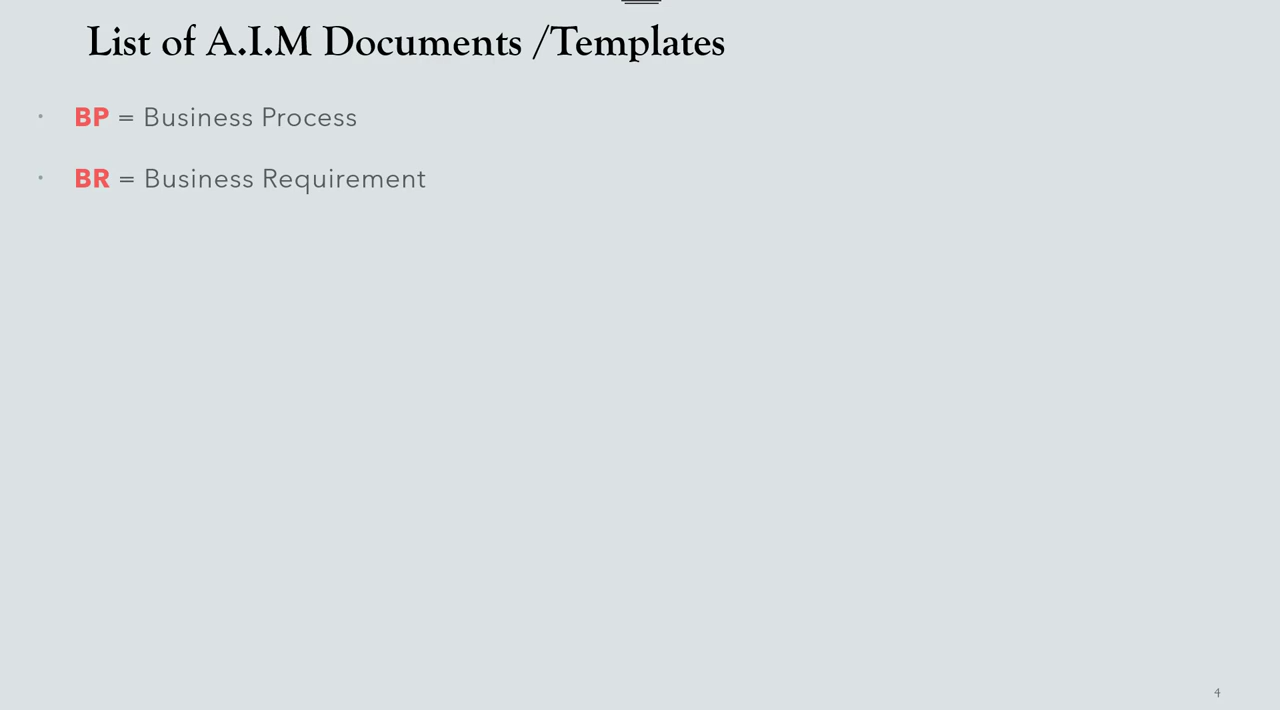 List of A.I.M Documents /Templates
• BP = Business Process
• BR = Business Requirement
4